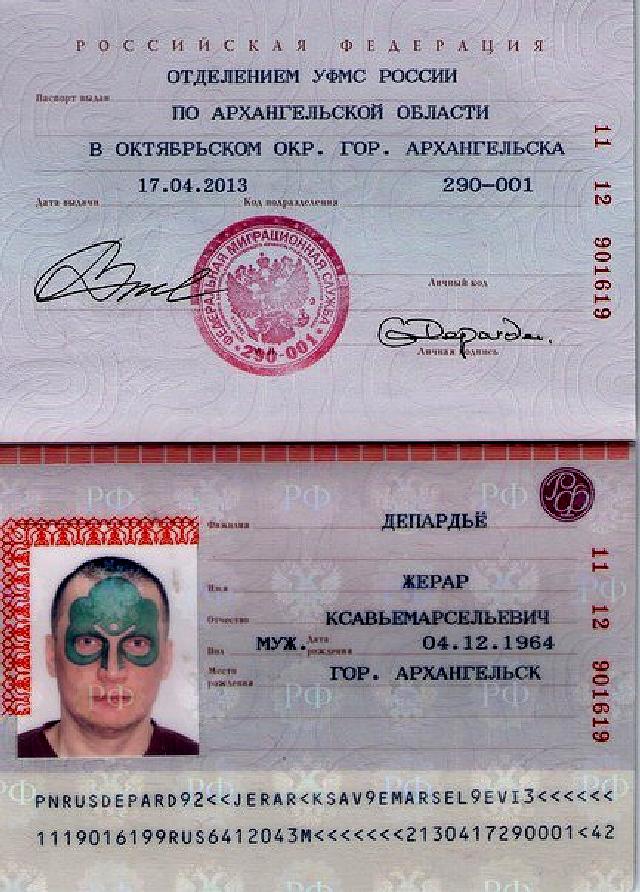 РОССИЙСКАЯ ФЕДЕРАЦИЯ
Паспорт выдан
ОТДЕЛЕНИЕМ УФМС РОССИИ
ПО АРХАНГЕЛЬСКОЙ ОБЛАСТИ
В ОКТЯБРЬСКОМ ОКР. ГОР. АРХАНГЕЛЬСКА
17.04.2013 290-001
Дата выдачи Код подразделения
11 12 901619
ФЕДЕРАЛЬНАЯ МИГРАЦИОННАЯ СЛУЖБА
290-001
Личный код
Личная подпись
РФ РФ РФ РФ
Фамилия ДЕПАРДЬЁ
Имя ЖЕРАР
Отчество КСАВЬЕМАРСЕЛЬЕВИЧ
Пол МУЖ. Дата рождения 04.12.1964
Место рождения ГОР. АРХАНГЕЛЬСК
11 12 901619
PNRUSDEPARD92<<JERAR<KSAV9EMARSEL9EVI3<<<<<<
1119016199RUS6412043M<<<<<<<2130417290001<42